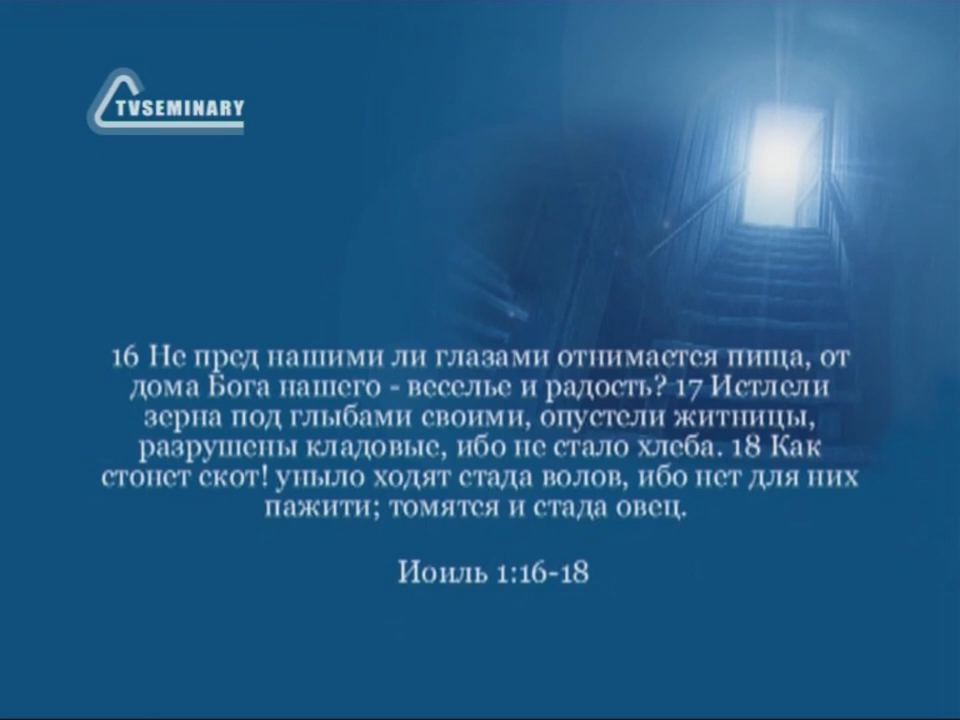 TVSEMINARY
16 Не пред нашими ли глазами отнимается пища, от
дома Бога нашего - веселье и радость? 17 Истлели
зерна под глыбами своими, опустели житницы,
разрушены кладовые, ибо не стало хлеба. 18 Как
стонет скот! уныло ходят стада волов, ибо нет для них
пажити; томятся и стада овец.
Иоиль 1:16-18